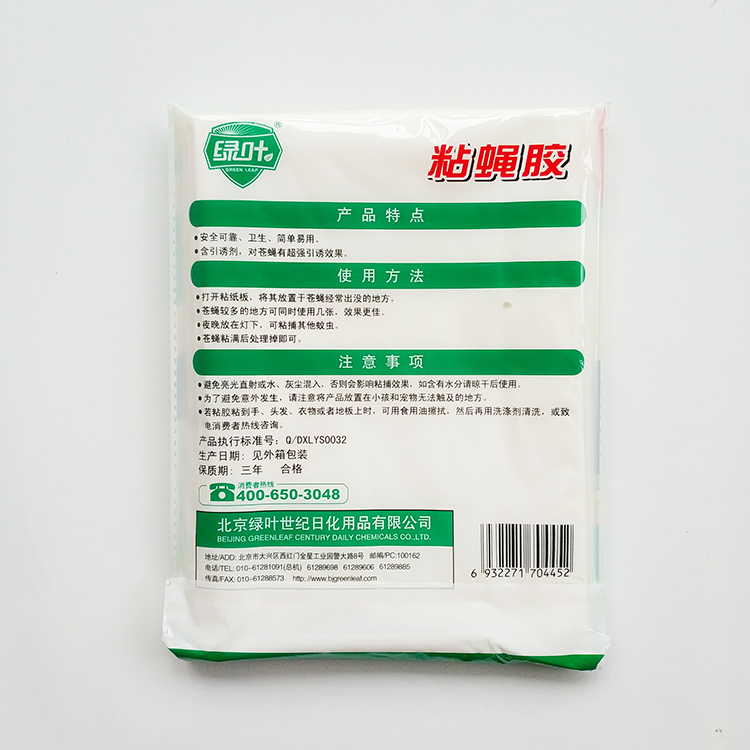 绿叶®
GREEN LEAF
粘蝇胶
产品特点
•安全可靠、卫生、简单易用。
•含引诱剂，对苍蝇有超强引诱效果。
使用方法
•打开粘纸板，将其放置于苍蝇经常出没的地方。
•苍蝇较多的地方可同时使用几张，效果更佳。
•夜晚放在灯下，可粘捕其他蚊虫。
•苍蝇粘满后处理掉即可。
注意事项
•避免亮光直射或水、灰尘混入，否则会影响粘捕效果，如含有水分请晾干后使用。
•为了避免意外发生，请注意将产品放置在小孩和宠物无法触及的地方。
•若粘胶粘到手、头发、衣物或者地板上时，可用食用油擦拭，然后再用洗涤剂清洗，或致
电消费者热线咨询。
产品执行标准号：Q/DXLYS0032
生产日期：见外箱包装
保质期：三年 合格
消费者热线
400-650-3048
北京绿叶世纪日化用品有限公司
BEIJING GREENLEAF CENTURY DAILY CHEMICALS CO.,LTD.
地址/ADD: 北京市大兴区西红门金星工业园警大路8号 邮编/PC:100162
电话/TEL: 010-61281091(总机) 61289698 61289606 61289885
传真/FAX: 010-61288573 http://www.bjgreenleaf.com
6 932271 704452